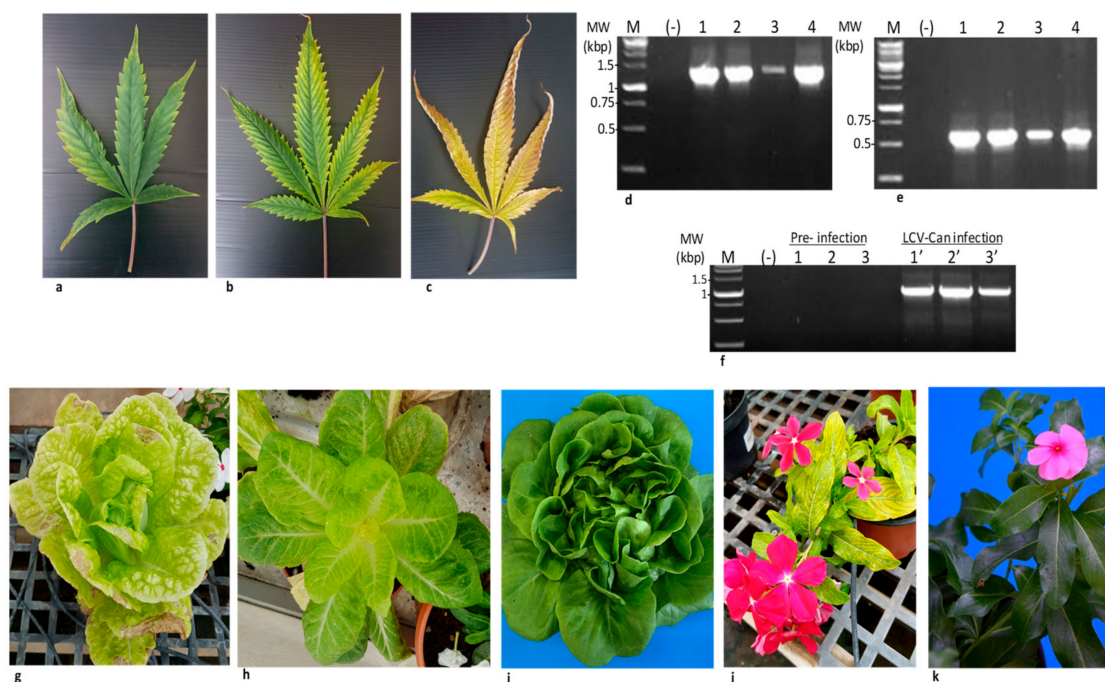 MW
(kbp)
M (-) 1 2 3 4
1.5
1
0.75
0.5
d
MW
(kbp)
M (-) 1 2 3 4
0.75
0.5
e
a
b
c
Pre- infection LCV-Can infection
MW
(kbp)
M (-) 1 2 3 1’ 2’ 3’
1.5
1
f
g
h
i
j
k